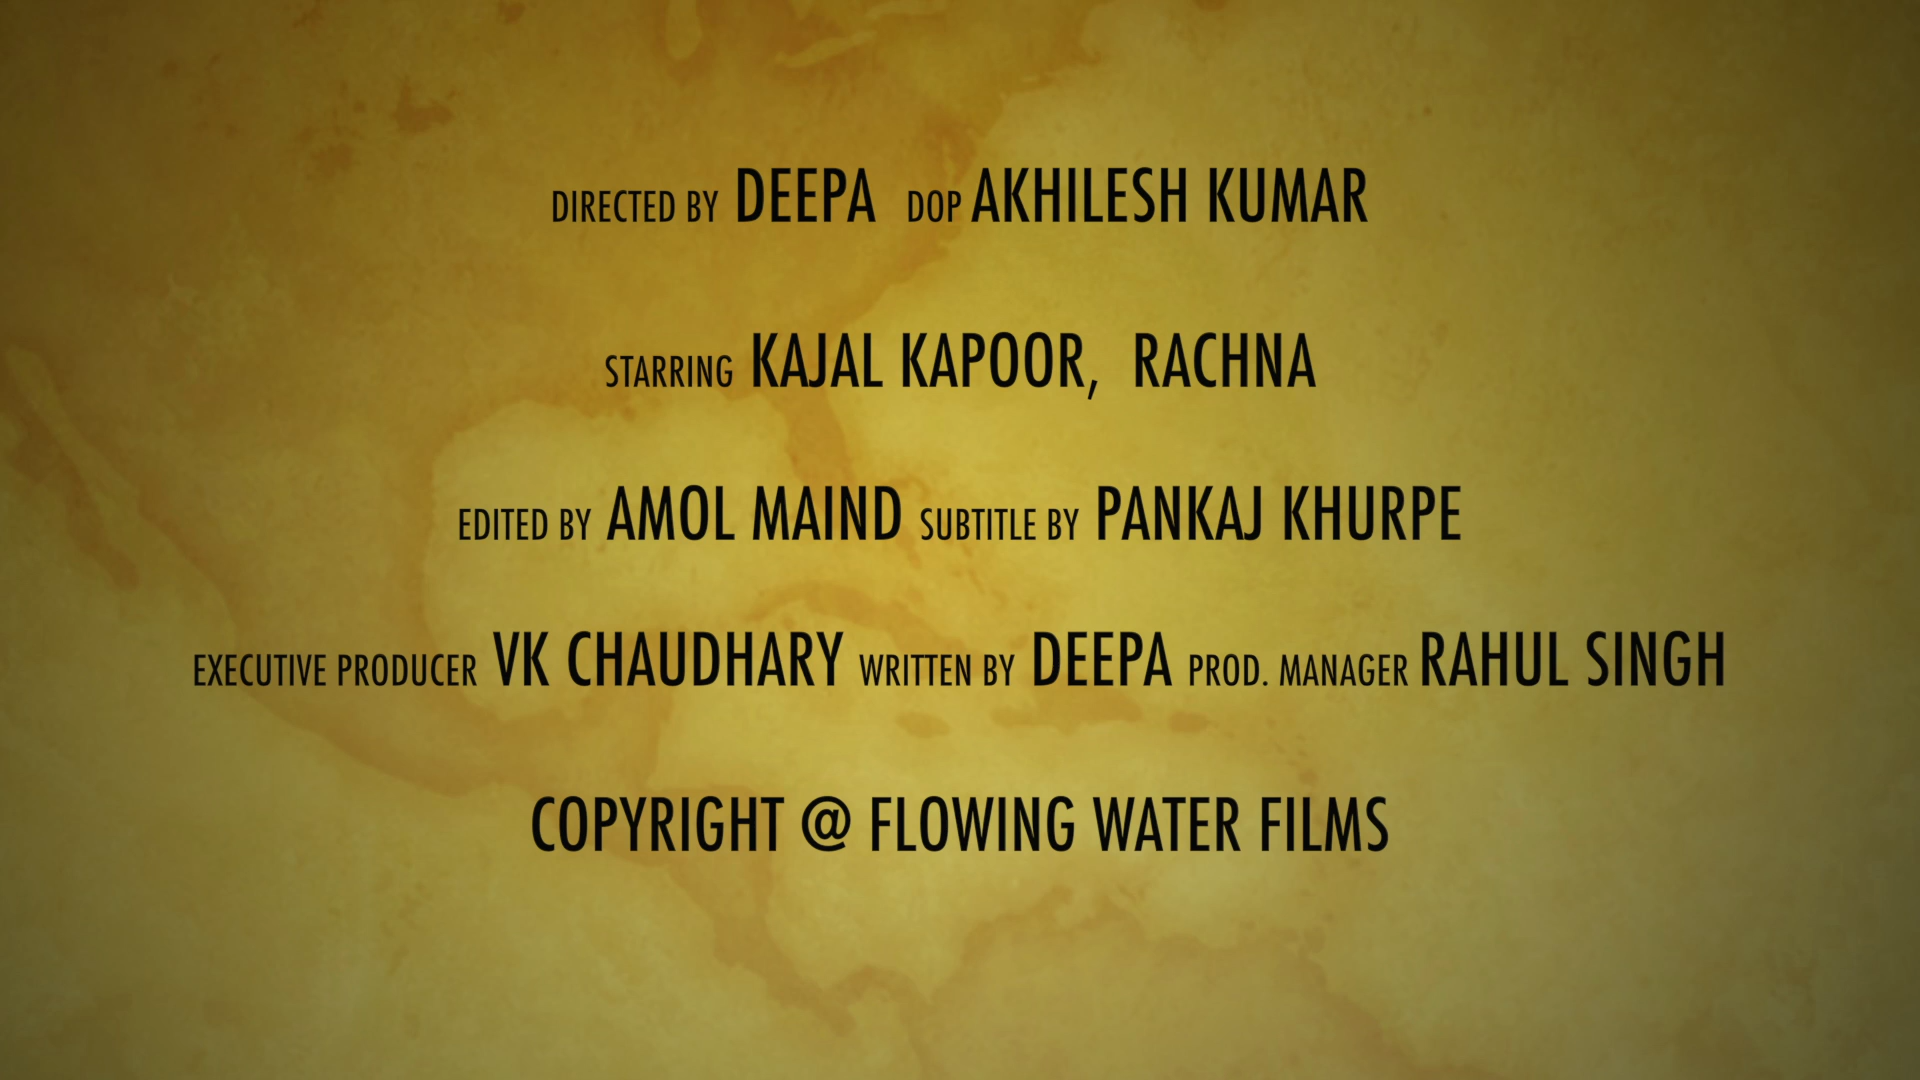 DIRECTED BY DEEPA DOP AKHILESH KUMAR
STARRING KAJAL KAPOOR, RACHNA
EDITED BY AMOL MAIND SUBTITLE BY PANKAJ KHURPE
EXECUTIVE PRODUCER VK CHAUDHARY WRITTEN BY DEEPA PROD. MANAGER RAHUL SINGH
COPYRIGHT @ FLOWING WATER FILMS